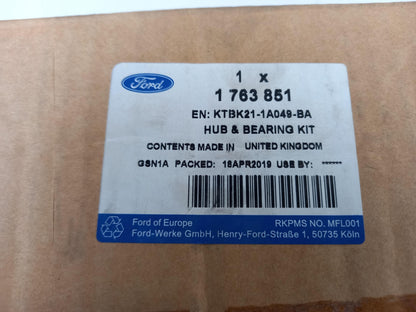 Ford
1 x
1 763 851
EN: KTBK21-1A049-BA
HUB & BEARING KIT
CONTENTS MADE IN UNITED KINGDOM
GSN1A PACKED: 18APR2019 USE BY: ******
Ford of Europe RKPMS NO. MFL001
Ford-Werke GmbH, Henry-Ford-Straße 1, 50735 Köln